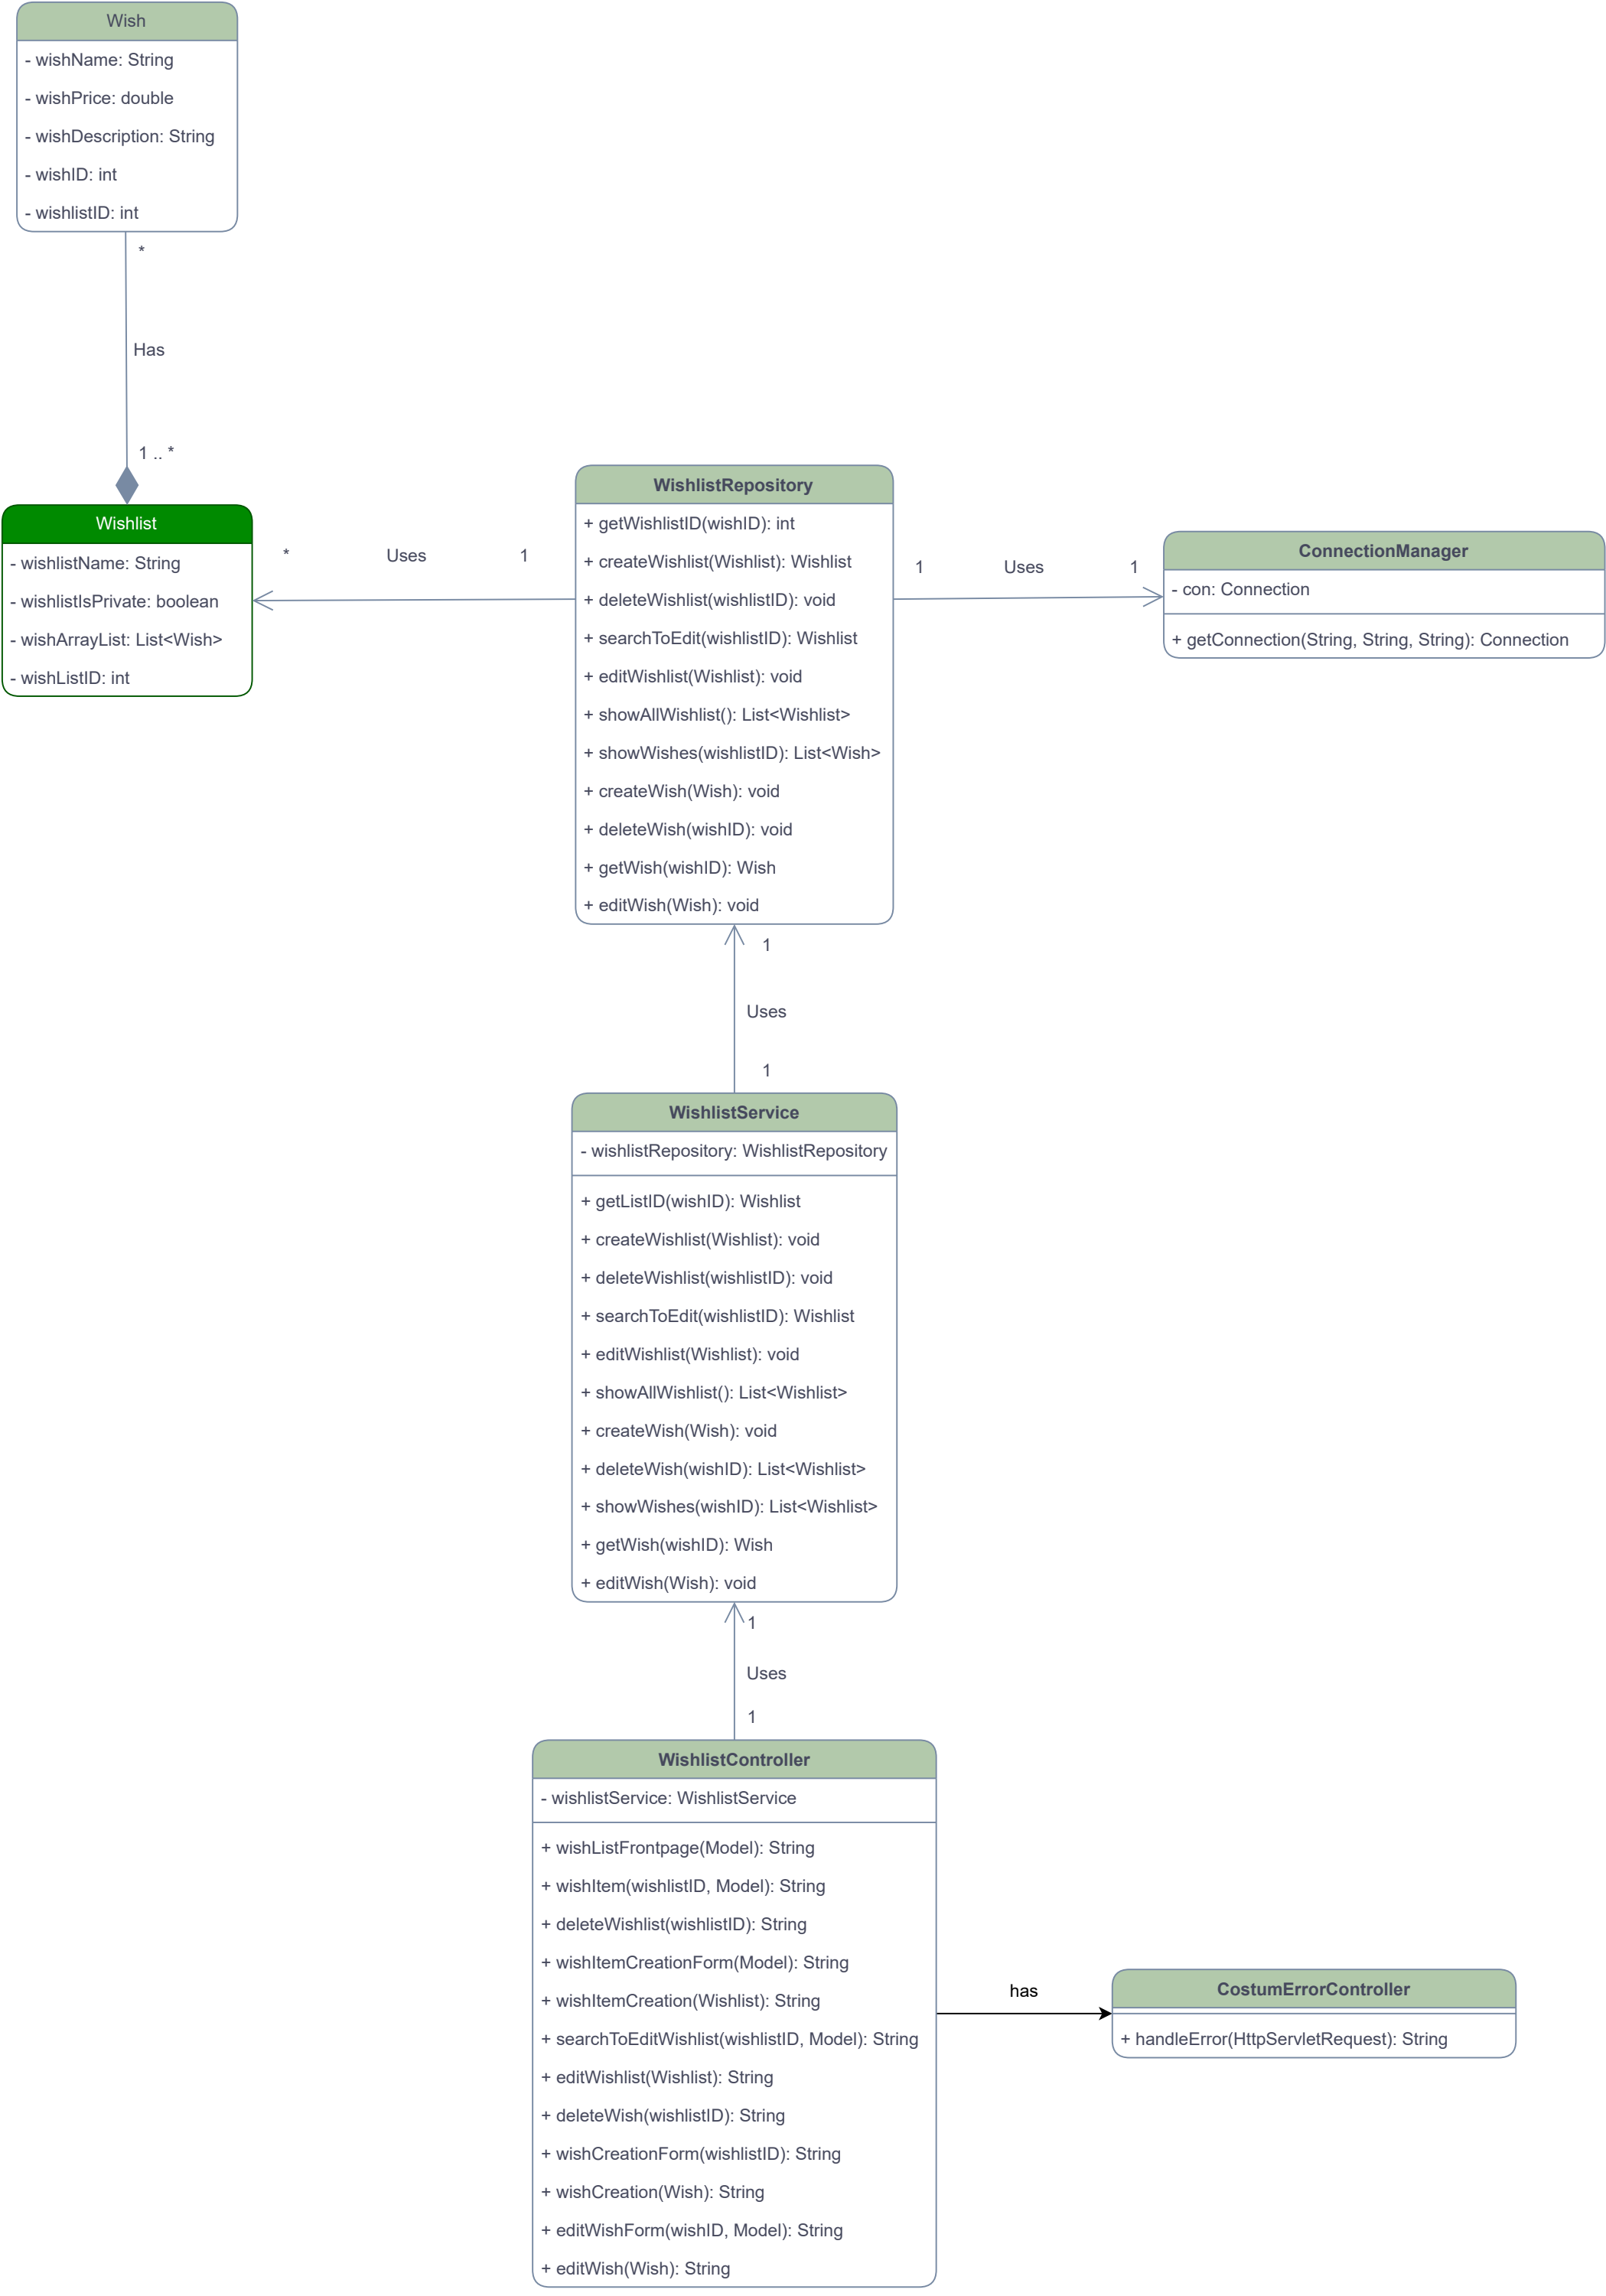 Wish
- wishName: String
- wishPrice: double
- wishDescription: String
- wishID: int
- wishlistID: int
*
Has
1 .. *
Wishlist
- wishlistName: String
- wishlistIsPrivate: boolean
- wishArrayList: List<Wish>
- wishListID: int
* Uses 1
WishlistRepository
+ getWishlistID(wishID): int
+ createWishlist(Wishlist): Wishlist
+ deleteWishlist(wishlistID): void
+ searchToEdit(wishlistID): Wishlist
+ editWishlist(Wishlist): void
+ showAllWishlist(): List<Wishlist>
+ showWishes(wishlistID): List<Wish>
+ createWish(Wish): void
+ deleteWish(wishID): void
+ getWish(wishID): Wish
+ editWish(Wish): void
1 Uses 1
ConnectionManager
- con: Connection
+ getConnection(String, String, String): Connection
1
Uses
1
WishlistService
- wishlistRepository: WishlistRepository
+ getListID(wishID): Wishlist
+ createWishlist(Wishlist): void
+ deleteWishlist(wishlistID): void
+ searchToEdit(wishlistID): Wishlist
+ editWishlist(Wishlist): void
+ showAllWishlist(): List<Wishlist>
+ createWish(Wish): void
+ deleteWish(wishID): List<Wishlist>
+ showWishes(wishID): List<Wishlist>
+ getWish(wishID): Wish
+ editWish(Wish): void
1
Uses
1
WishlistController
- wishlistService: WishlistService
+ wishListFrontpage(Model): String
+ wishItem(wishlistID, Model): String
+ deleteWishlist(wishlistID): String
+ wishItemCreationForm(Model): String
+ wishItemCreation(Wishlist): String
+ searchToEditWishlist(wishlistID, Model): String
+ editWishlist(Wishlist): String
+ deleteWish(wishlistID): String
+ wishCreationForm(wishlistID): String
+ wishCreation(Wish): String
+ editWishForm(wishID, Model): String
+ editWish(Wish): String
has
CostumErrorController
+ handleError(HttpServletRequest): String